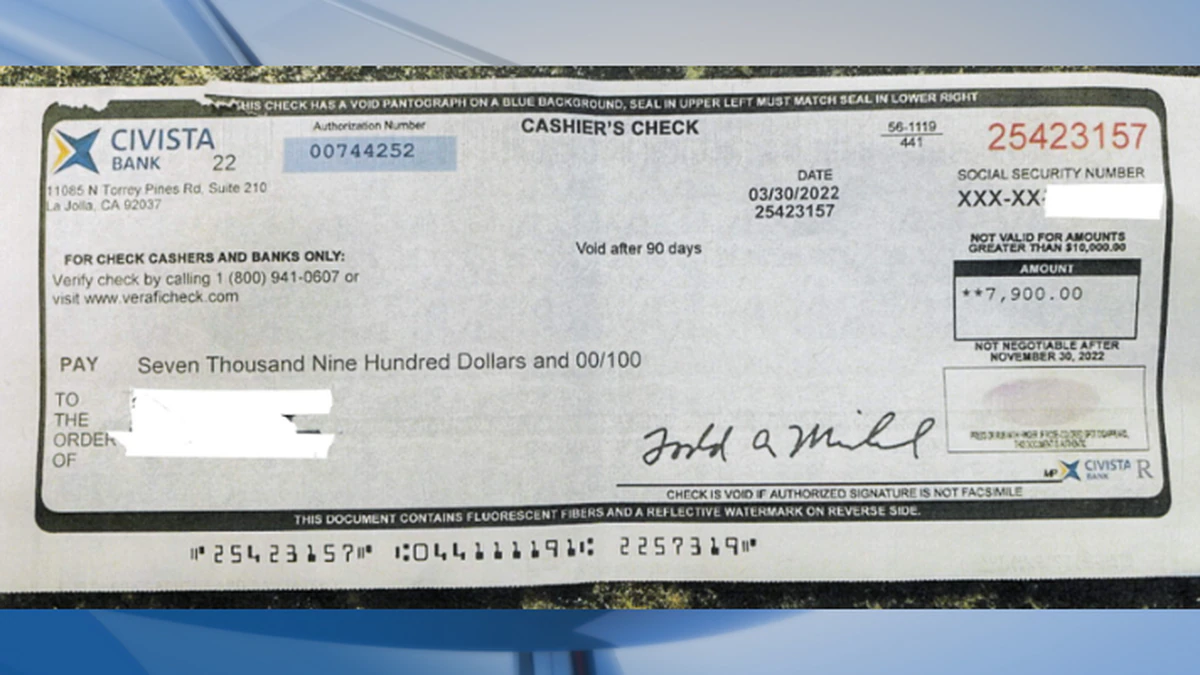 THIS CHECK HAS A VOID PANTOGRAPH ON A BLUE BACKGROUND, SEAL IN UPPER LEFT MUST MATCH SEAL IN LOWER RIGHT
CIVISTA
BANK 22
Authorization Number
00744252
CASHIER'S CHECK
56-1119
441
25423157
11085 N Torrey Pines Rd, Suite 210
La Jolla, CA 92037
DATE
03/30/2022
25423157
SOCIAL SECURITY NUMBER
XXX-XX-
FOR CHECK CASHERS AND BANKS ONLY:
Verify check by calling 1 (800) 941-0607 or
visit www.veraficheck.com
Void after 90 days
NOT VALID FOR AMOUNTS
GREATER THAN $10,000.00
AMOUNT
**7,900.00
NOT NEGOTIABLE AFTER
NOVEMBER 30, 2022
PAY Seven Thousand Nine Hundred Dollars and 00/100
TO
THE
ORDER
OF
Todd A
MP CIVISTA
BANK R
CHECK IS VOID IF AUTHORIZED SIGNATURE IS NOT FACSIMILE
THIS DOCUMENT CONTAINS FLUORESCENT FIBERS AND A REFLECTIVE WATERMARK ON REVERSE SIDE.
⑈25423157⑈ ⑆044111191⑆ 2257319⑈